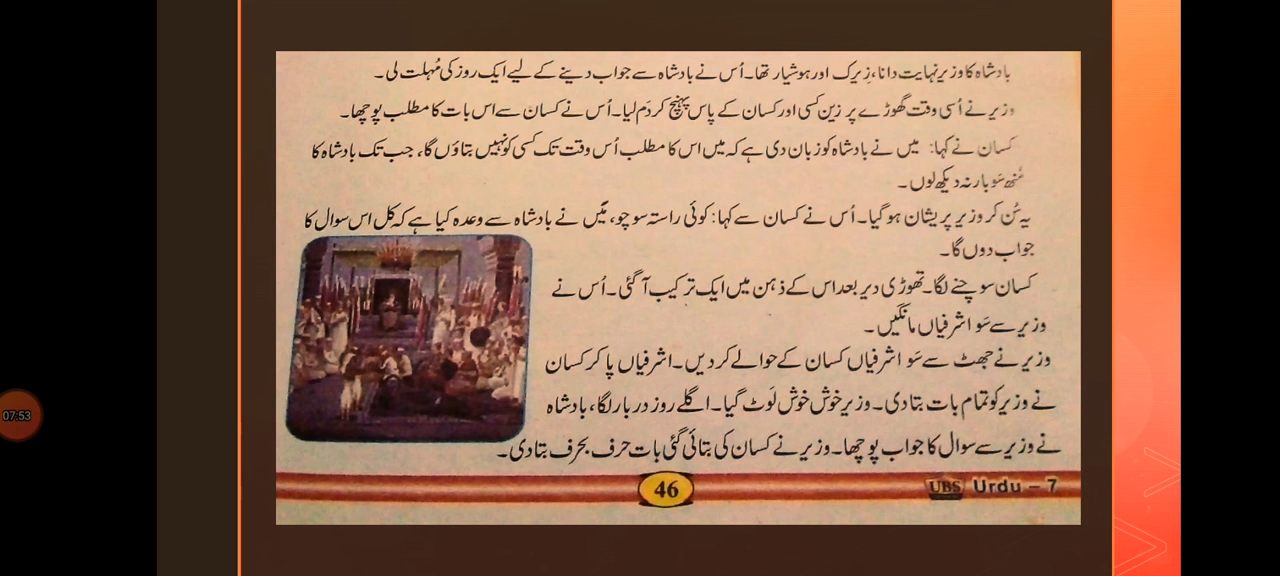 بادشاہ کا وزیر نہایت دانا، زیرک اور ہوشیار تھا۔ اُس نے بادشاہ سے جواب دینے کے لیے ایک روز کی مُہلت لی۔
وزیر نے اُسی وقت گھوڑے پر زین کسی اور کسان کے پاس پہنچ کر دَم لیا۔ اُس نے کسان سے اس بات کا مطلب پوچھا۔
کسان نے کہا: میں نے بادشاہ کو زبان دی ہے کہ میں اس کا مطلب اُس وقت تک کسی کو نہیں بتاؤں گا، جب تک بادشاہ کا
مُنھ سَو بار نہ دیکھ لوں۔
یہ سُن کر وزیر پریشان ہو گیا۔ اُس نے کسان سے کہا: کوئی راستہ سوچو، مَیں نے بادشاہ سے وعدہ کیا ہے کہ کل اس سوال کا
جواب دوں گا۔
کسان سوچنے لگا۔ تھوڑی دیر بعد اس کے ذہن میں ایک ترکیب آ گئی۔ اُس نے
وزیر سے سَو اشرفیاں مانگیں۔
وزیر نے جھٹ سے سَو اشرفیاں کسان کے حوالے کر دیں۔ اشرفیاں پا کر کسان
نے وزیر کو تمام بات بتا دی۔ وزیر خوش خوش لَوٹ گیا۔ اگلے روز دربار لگا، بادشاہ
نے وزیر سے سوال کا جواب پوچھا۔ وزیر نے کسان کی بتائی گئی بات حرف بحرف بتا دی۔
46
UBS Urdu – 7
07:53